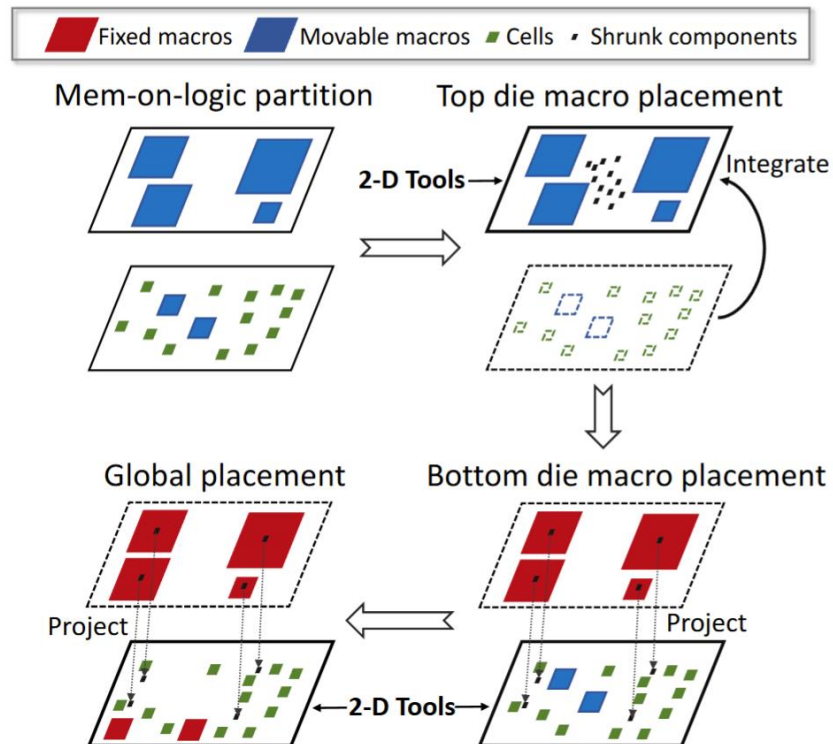 Fixed macros Movable macros Cells Shrunk components
Mem-on-logic partition
Top die macro placement
2-D Tools
Integrate
Global placement
Bottom die macro placement
Project
Project
2-D Tools